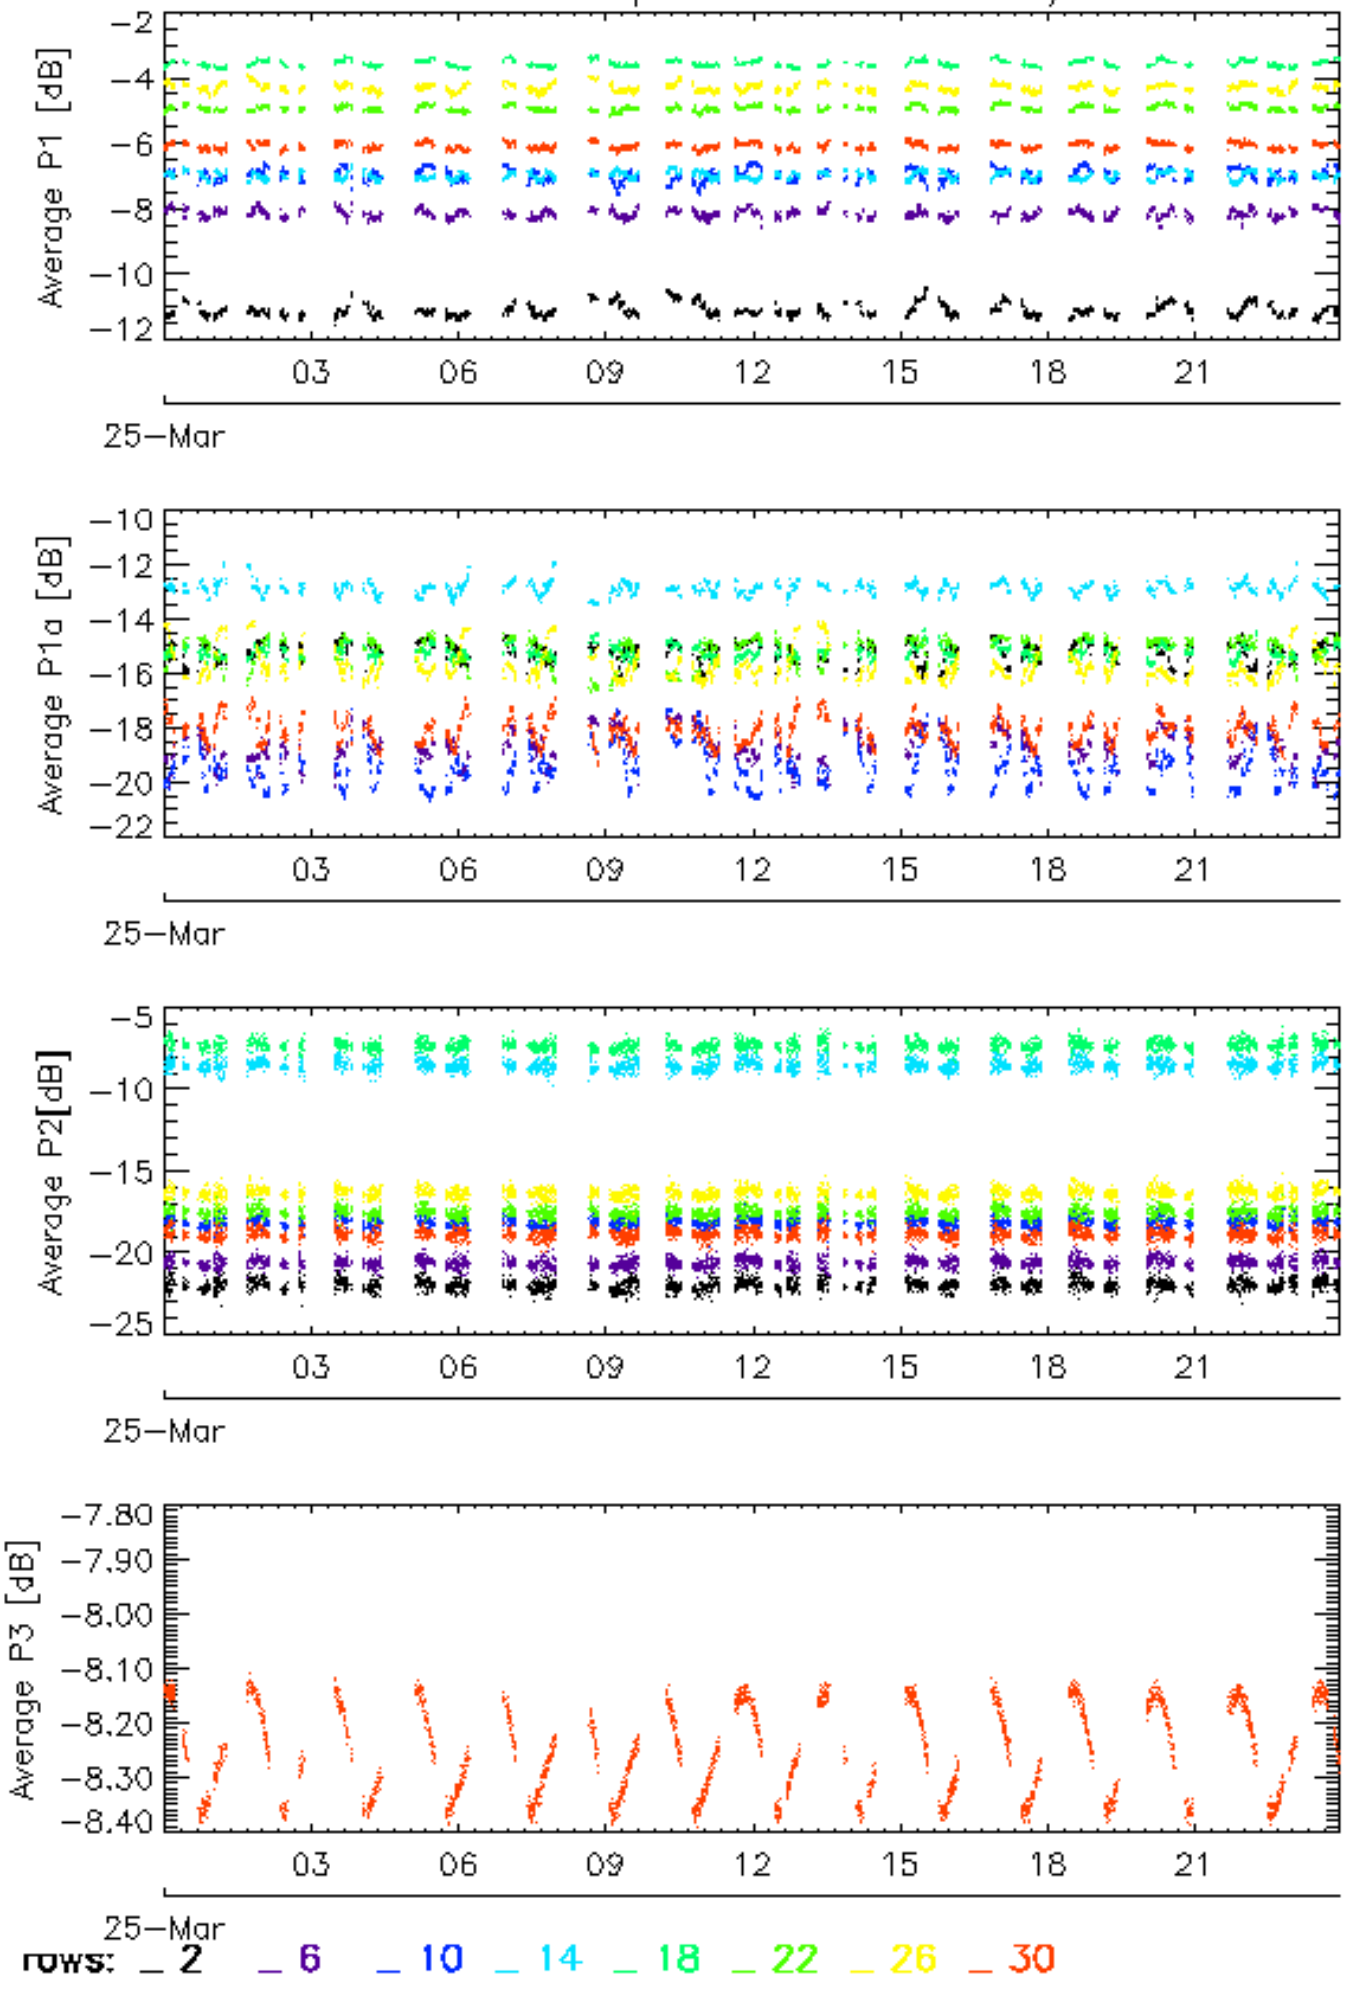 Average P1 [dB]
-2
-4
-6
-8
-10
-12
03 06 09 12 15 18 21
25-Mar
Average P1a [dB]
-10
-12
-14
-16
-18
-20
-22
03 06 09 12 15 18 21
25-Mar
Average P2[dB]
-5
-10
-15
-20
-25
03 06 09 12 15 18 21
25-Mar
Average P3 [dB]
-7.80
-7.90
-8.00
-8.10
-8.20
-8.30
-8.40
03 06 09 12 15 18 21
25-Mar
rows: _ 2 _ 6 _ 10 _ 14 _ 18 _ 22 _ 26 _ 30